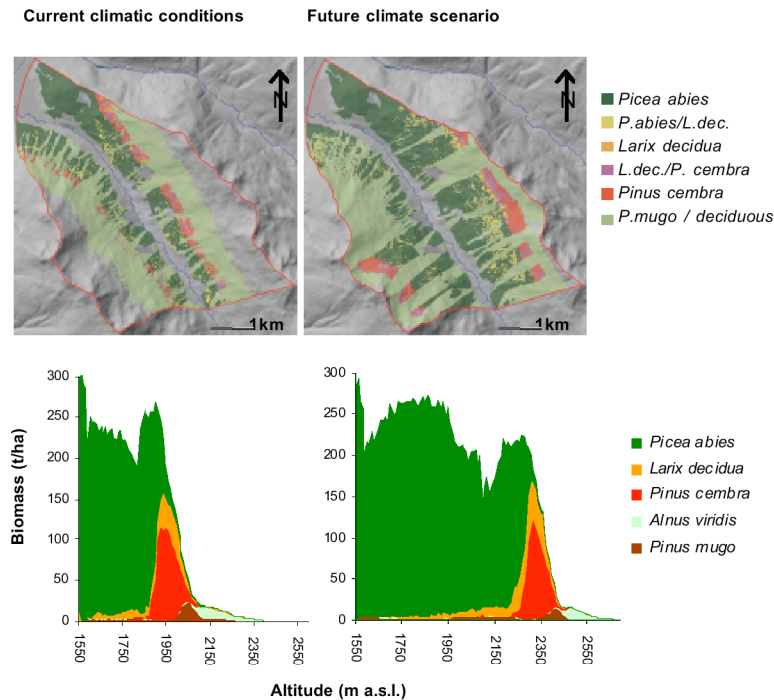 Current climatic conditions
Future climate scenario
N
N
Picea abies
P.abies/L.dec.
Larix decidua
L.dec./P. cembra
Pinus cembra
P.mugo / deciduous
1km
1km
Biomass (t/ha)
300
250
200
150
100
50
0
1550
1750
1950
2150
2350
2550
300
250
200
150
100
50
0
1550
1750
1950
2150
2350
2550
Picea abies
Larix decidua
Pinus cembra
Alnus viridis
Pinus mugo
Altitude (m a.s.l.)